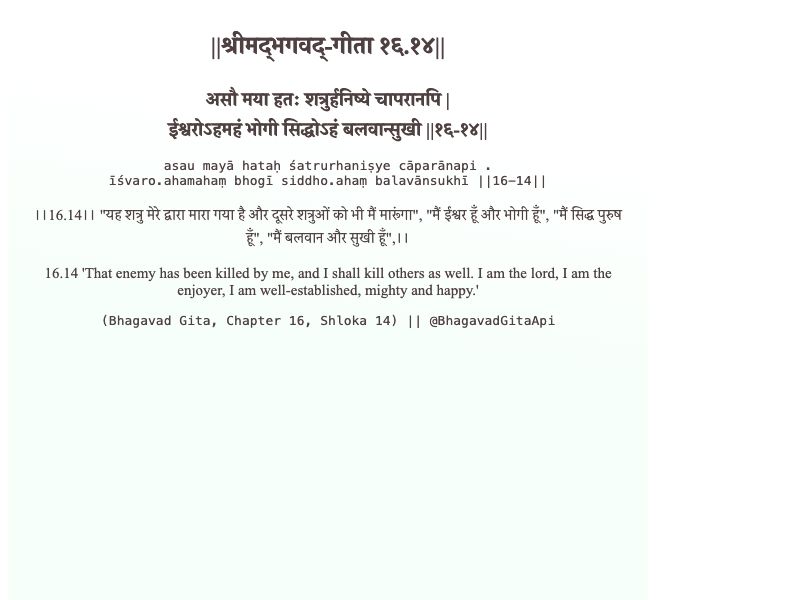 ||श्रीमद्‍भगवद्‍-गीता १६.१४||
असौ मया हतः शत्रुर्हनिष्ये चापरानपि |
ईश्वरोऽहमहं भोगी सिद्धोऽहं बलवान्सुखी ||१६-१४||
asau mayā hataḥ śatrurhaniṣye cāparānapi .
īśvaro.ahamahaṃ bhogī siddho.ahaṃ balavānsukhī ||16-14||
।।16.14।। "यह शत्रु मेरे द्वारा मारा गया है और दूसरे शत्रुओं को भी मैं मारुंगा", "मैं ईश्वर हूँ और भोगी हूँ", "मैं सिद्ध पुरुष
हूँ", "मैं बलवान और सुखी हूँ",।।
16.14 'That enemy has been killed by me, and I shall kill others as well. I am the lord, I am the
enjoyer, I am well-established, mighty and happy.'
(Bhagavad Gita, Chapter 16, Shloka 14) || @BhagavadGitaApi